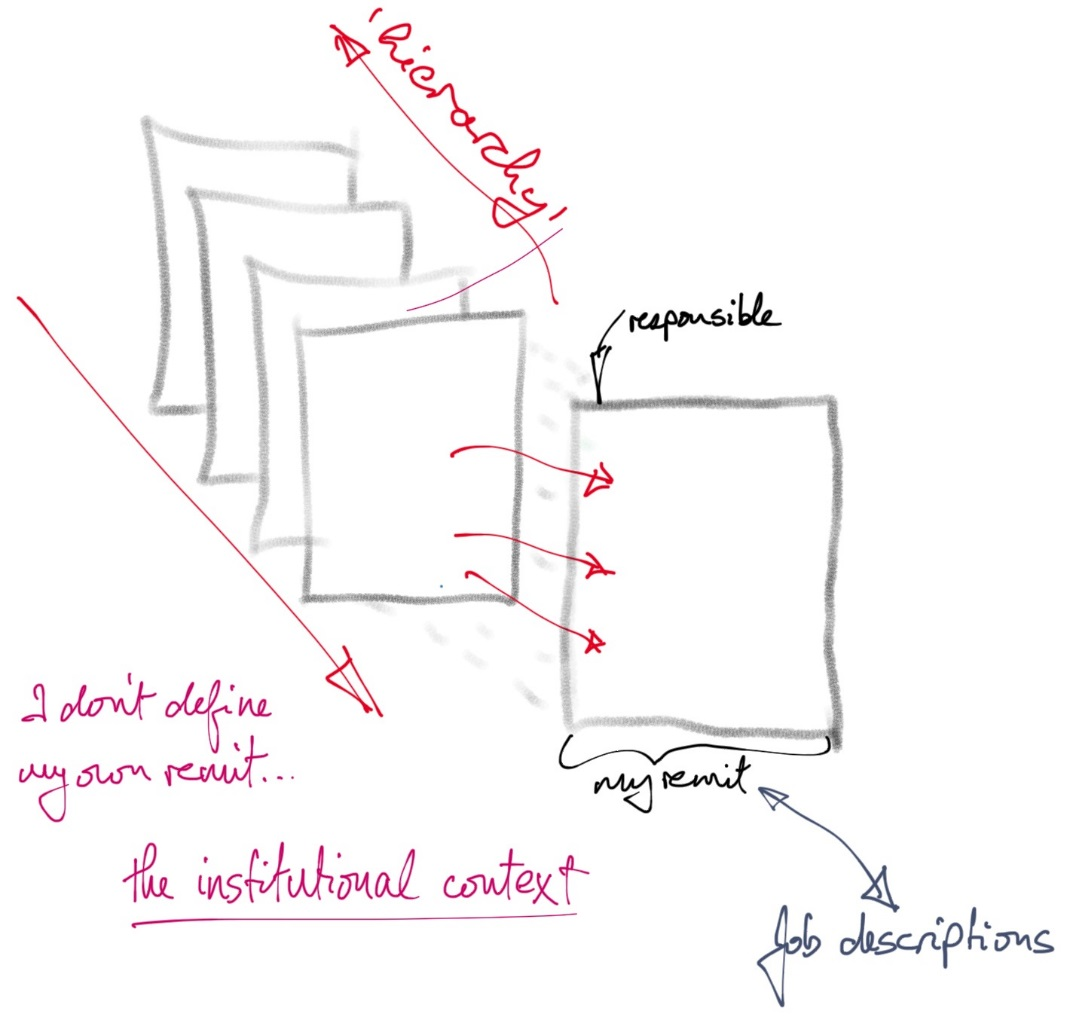 'hierarchy'
responsible
I don't define
my own remit...
my remit
the institutional context
Job descriptions